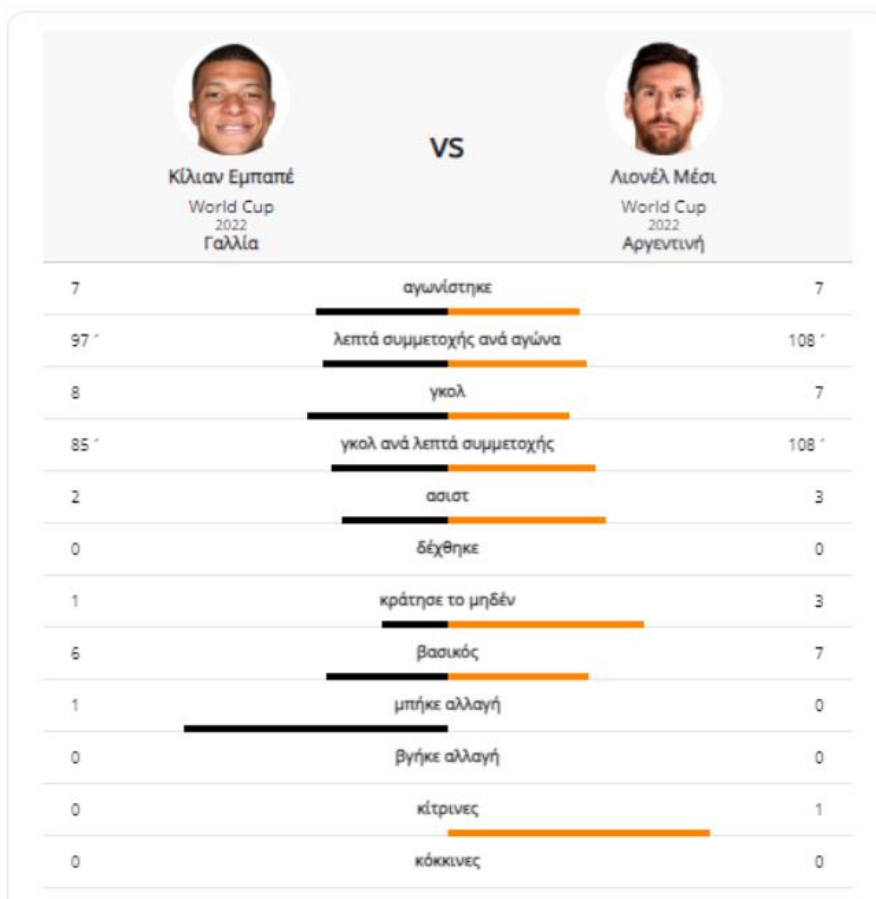 VS
Κίλιαν Εμπαπέ Λιονέλ Μέσι
World Cup World Cup
2022 2022
Γαλλία Αργεντινή
7 αγωνίστηκε 7
97 ´ λεπτά συμμετοχής ανά αγώνα 108 ´
8 γκολ 7
85 ´ γκολ ανά λεπτά συμμετοχής 108 ´
2 ασιστ 3
0 δέχθηκε 0
1 κράτησε το μηδέν 3
6 βασικός 7
1 μπήκε αλλαγή 0
0 βγήκε αλλαγή 0
0 κίτρινες 1
0 κόκκινες 0